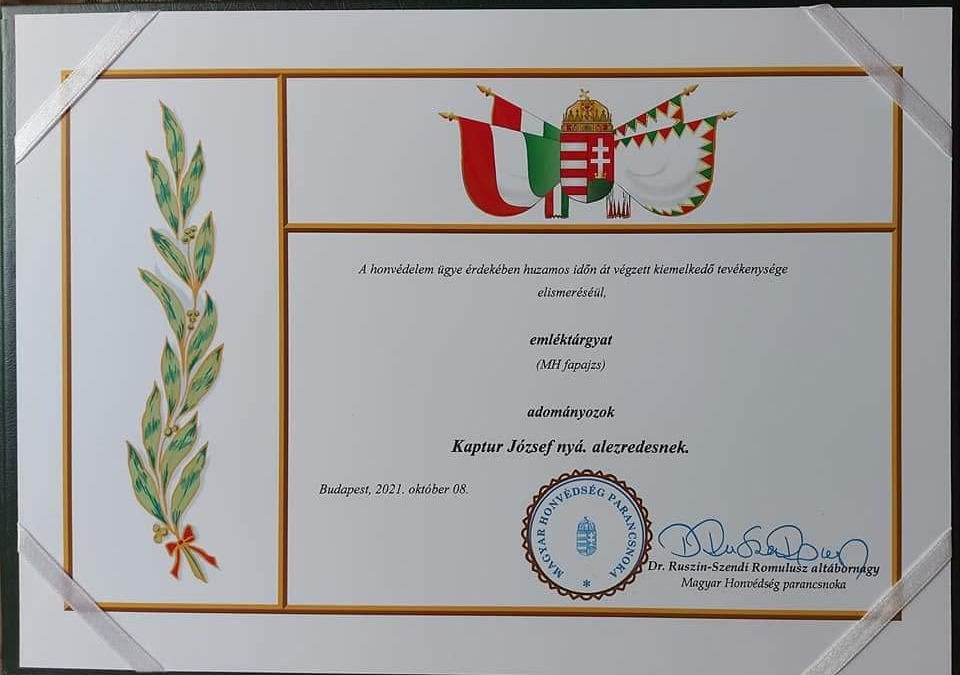 A honvédelem ügye érdekében huzamos időn át végzett kiemelkedő tevékenysége
elismeréséül,
emléktárgyat
(MH fapajzs)
adományozok
Kaptur József nyá. alezredesnek.
Budapest, 2021. október 08.
MAGYAR HONVÉDSÉG PARANCSNOKA
*
Dr. Ruszin-Szendi Romulusz altábornagy
Magyar Honvédség parancsnoka